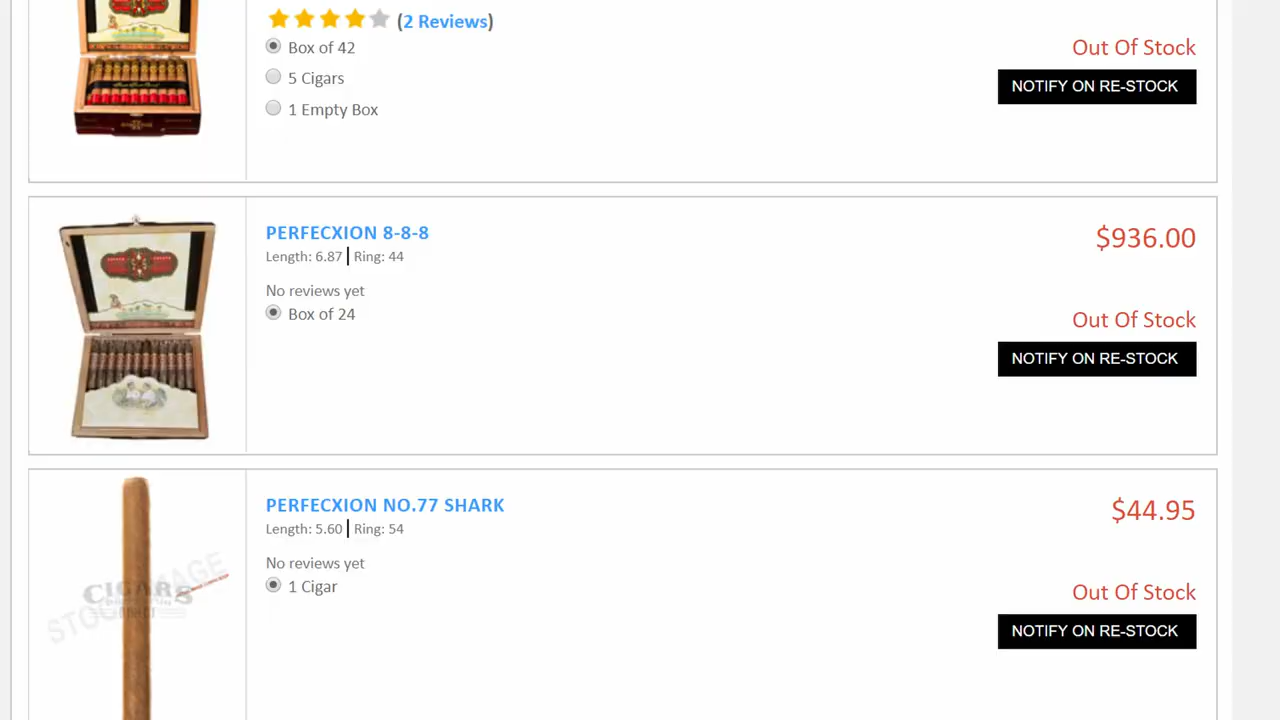 (2 Reviews)
Box of 42
Out Of Stock
5 Cigars
NOTIFY ON RE-STOCK
1 Empty Box
PERFECXION 8-8-8
$936.00
Length: 6.87 | Ring: 44
No reviews yet
Box of 24
Out Of Stock
NOTIFY ON RE-STOCK
PERFECXION NO.77 SHARK
$44.95
Length: 5.60 | Ring: 54
No reviews yet
1 Cigar
Out Of Stock
NOTIFY ON RE-STOCK
CIGARS